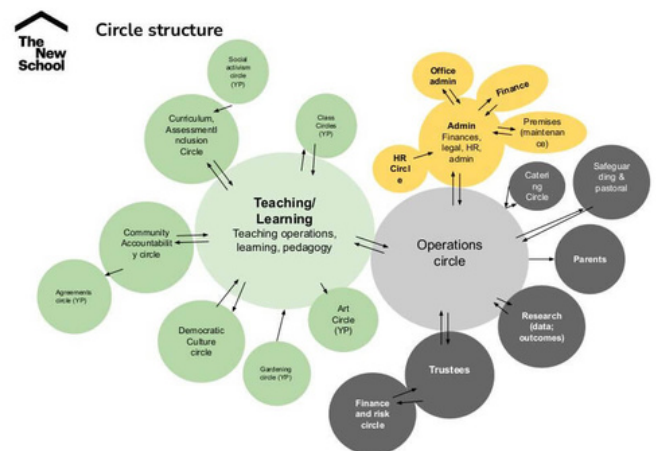 The
New
School
Circle structure
Social
activism
circle (YP)
Curriculum,
AssessmentI
nclusion
Circle
Class
Circles
(YP)
Teaching/
Learning
Teaching operations,
learning, pedagogy
Community
Accountabilit
y circle
Agreements
circle (YP)
Democratic
Culture
circle
Gardening
circle (YP)
Art
Circle
(YP)
Office
admin
Finance
Admin
Finances,
legal, HR,
admin
Premises
(maintenan
ce)
HR
Circl
e
Cateri
ng
Circle
Safeguar
ding &
pastoral
Operations
circle
Parents
Research
(data;
outcomes)
Trustees
Finance
and risk
circle